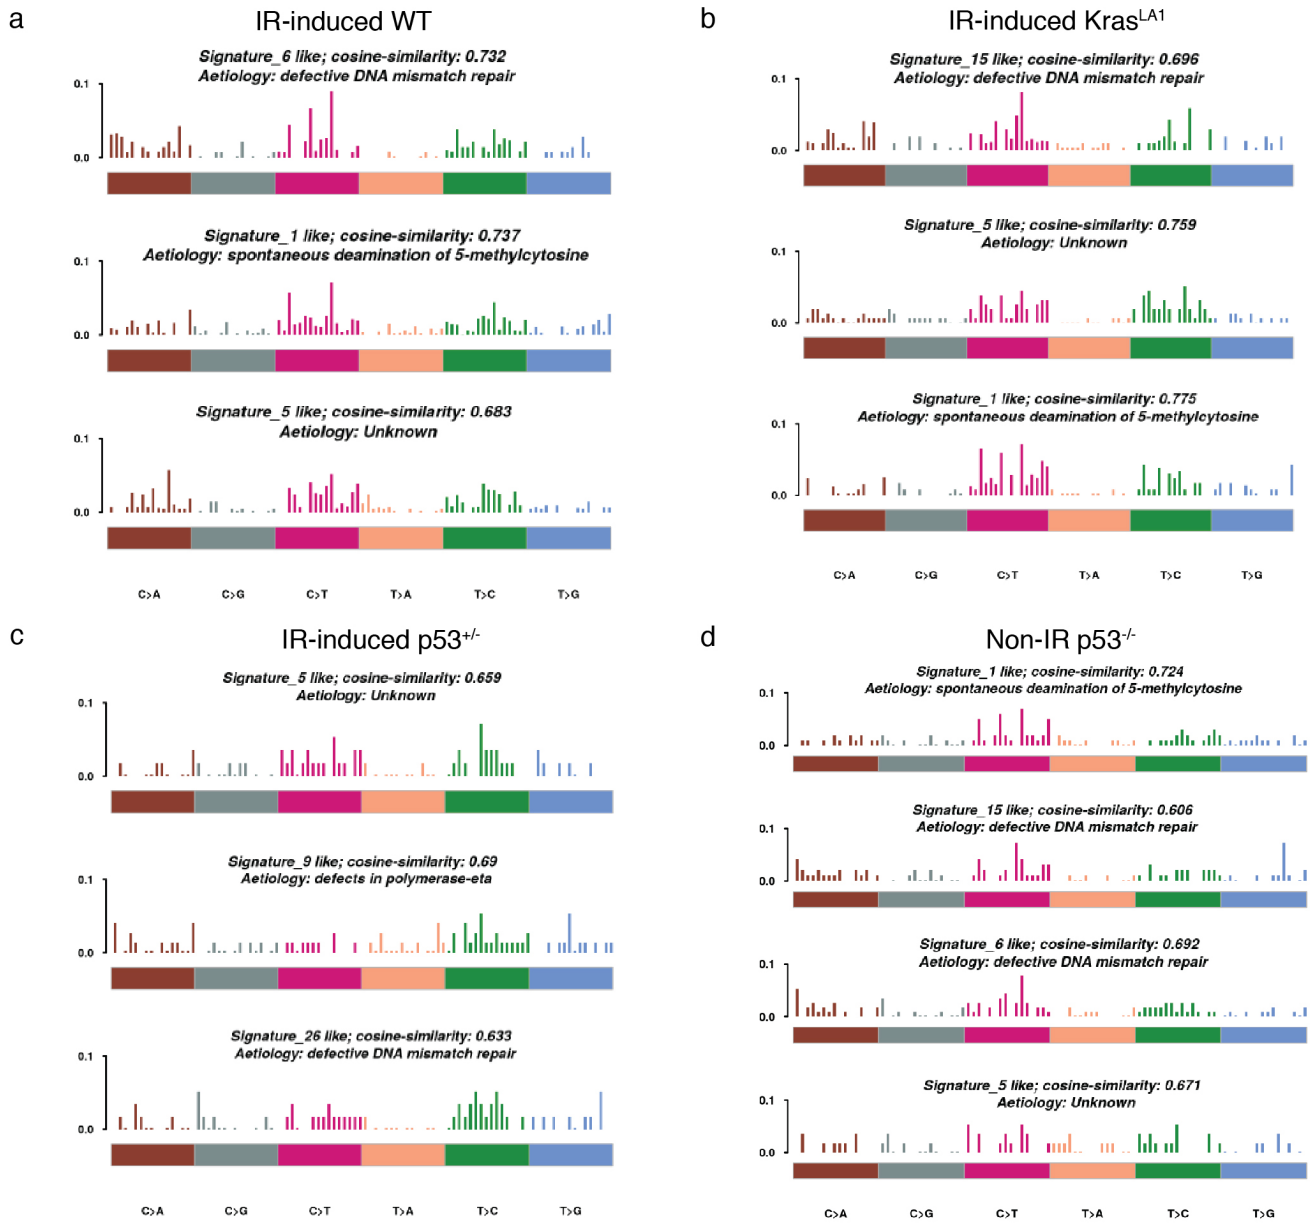 a
IR-induced WT
Signature_6 like; cosine-similarity: 0.732
Aetiology: defective DNA mismatch repair
0.1
0.0
Signature_1 like; cosine-similarity: 0.737
Aetiology: spontaneous deamination of 5-methylcytosine
0.1
0.0
Signature_5 like; cosine-similarity: 0.683
Aetiology: Unknown
0.1
0.0
C>A C>G C>T T>A T>C T>G
b
IR-induced Kras^LA1
Signature_15 like; cosine-similarity: 0.696
Aetiology: defective DNA mismatch repair
0.1
0.0
Signature_5 like; cosine-similarity: 0.759
Aetiology: Unknown
0.1
0.0
Signature_1 like; cosine-similarity: 0.775
Aetiology: spontaneous deamination of 5-methylcytosine
0.1
0.0
C>A C>G C>T T>A T>C T>G
c
IR-induced p53^+/-
Signature_5 like; cosine-similarity: 0.659
Aetiology: Unknown
0.1
0.0
Signature_9 like; cosine-similarity: 0.69
Aetiology: defects in polymerase-eta
0.1
0.0
Signature_26 like; cosine-similarity: 0.633
Aetiology: defective DNA mismatch repair
0.1
0.0
C>A C>G C>T T>A T>C T>G
d
Non-IR p53^-/-
Signature_1 like; cosine-similarity: 0.724
Aetiology: spontaneous deamination of 5-methylcytosine
0.1
0.0
Signature_15 like; cosine-similarity: 0.606
Aetiology: defective DNA mismatch repair
0.1
0.0
Signature_6 like; cosine-similarity: 0.692
Aetiology: defective DNA mismatch repair
0.1
0.0
Signature_5 like; cosine-similarity: 0.671
Aetiology: Unknown
0.1
0.0
C>A C>G C>T T>A T>C T>G